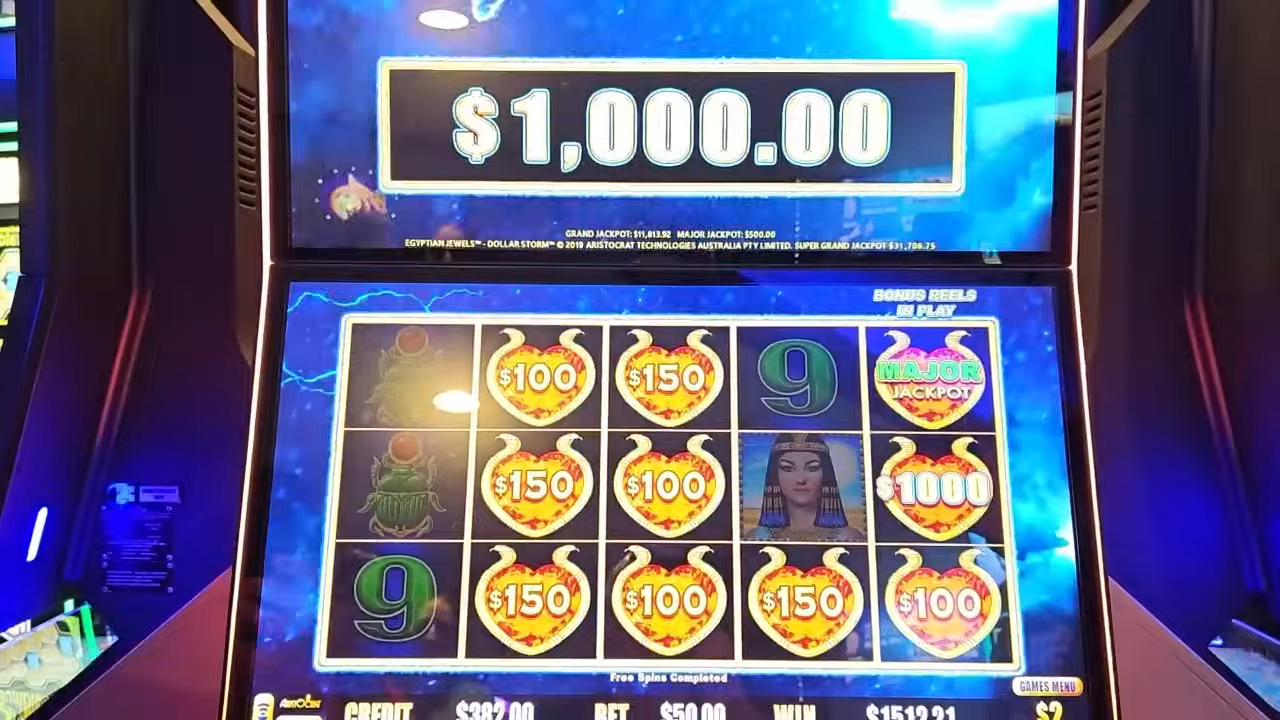 $1,000.00
GRAND JACKPOT: $11,813.92 MAJOR JACKPOT: $500.00
EGYPTIAN JEWELS™ - DOLLAR STORM™ © 2019 ARISTOCRAT TECHNOLOGIES AUSTRALIA PTY LIMITED. SUPER GRAND JACKPOT $31,706.75
BONUS REELS
IN PLAY
$100 $150 9 MAJOR
JACKPOT
$150 $100 $1000
9 $150 $100 $150 $100
Free Spins Completed
GAMES MENU
ARISTOCRAT CREDIT $382.00 BET $50.00 WIN $1512.21 $2